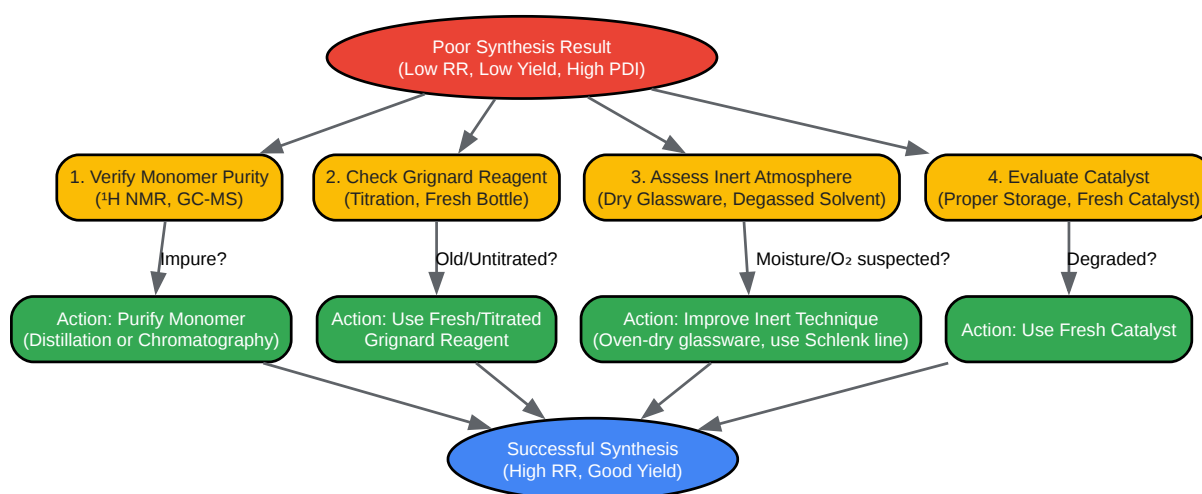 Poor Synthesis Result
(Low RR, Low Yield, High PDI)
1. Verify Monomer Purity
(¹H NMR, GC-MS)
2. Check Grignard Reagent
(Titration, Fresh Bottle)
3. Assess Inert Atmosphere
(Dry Glassware, Degassed Solvent)
4. Evaluate Catalyst
(Proper Storage, Fresh Catalyst)
Impure?
Old/Untitrated?
Moisture/O₂ suspected?
Degraded?
Action: Purify Monomer
(Distillation or Chromatography)
Action: Use Fresh/Titrated
Grignard Reagent
Action: Improve Inert Technique
(Oven-dry glassware, use Schlenk line)
Action: Use Fresh Catalyst
Successful Synthesis
(High RR, Good Yield)